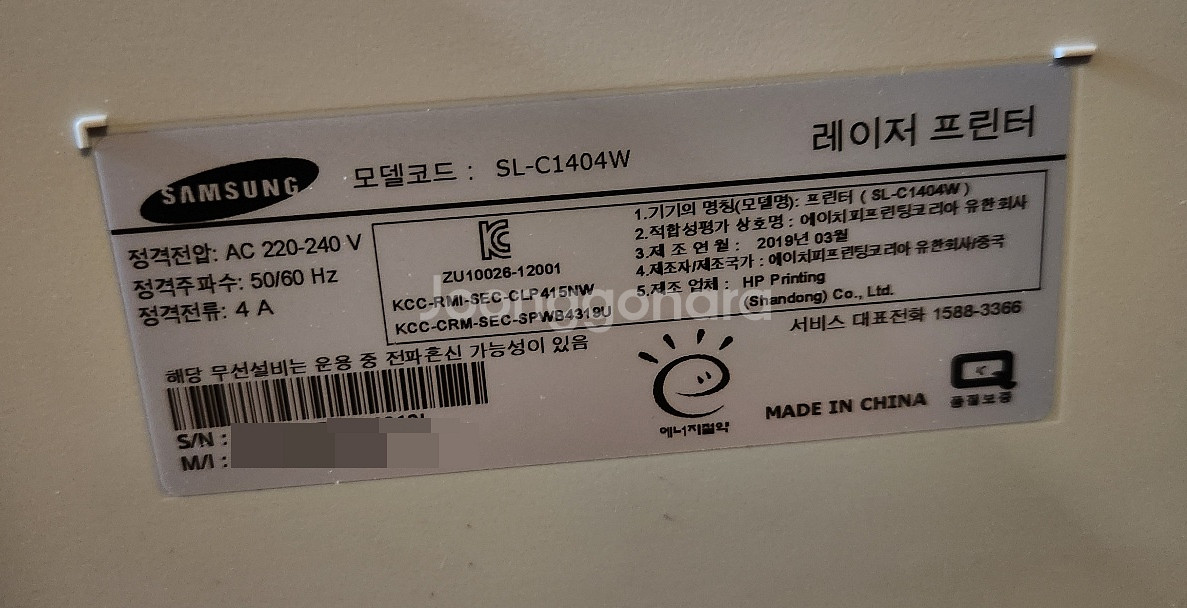 레이저 프린터
SAMSUNG 모델코드 : SL-C1404W
정격전압: AC 220-240 V
정격주파수: 50/60 Hz
정격전류: 4 A
ZU10026-12001
KCC-RMI-SEC-CLP415NW
KCC-CRM-SEC-SPWB4319U
1.기기의 명칭(모델명): 프린터 ( SL-C1404W )
2.적합성평가 상호명 : 에이치피프린팅코리아 유한회사
3.제 조 연 월 : 2019년 03월
4.제조자/제조국가 : 에이치피프린팅코리아 유한회사/중국
5.제조 업체 : HP Printing
(Shandong) Co., Ltd.
Joonggonara
서비스 대표전화 1588-3366
해당 무선설비는 운용 중 전파혼신 가능성이 있음
S/N :
M/I :
에너지절약
MADE IN CHINA
품질보증